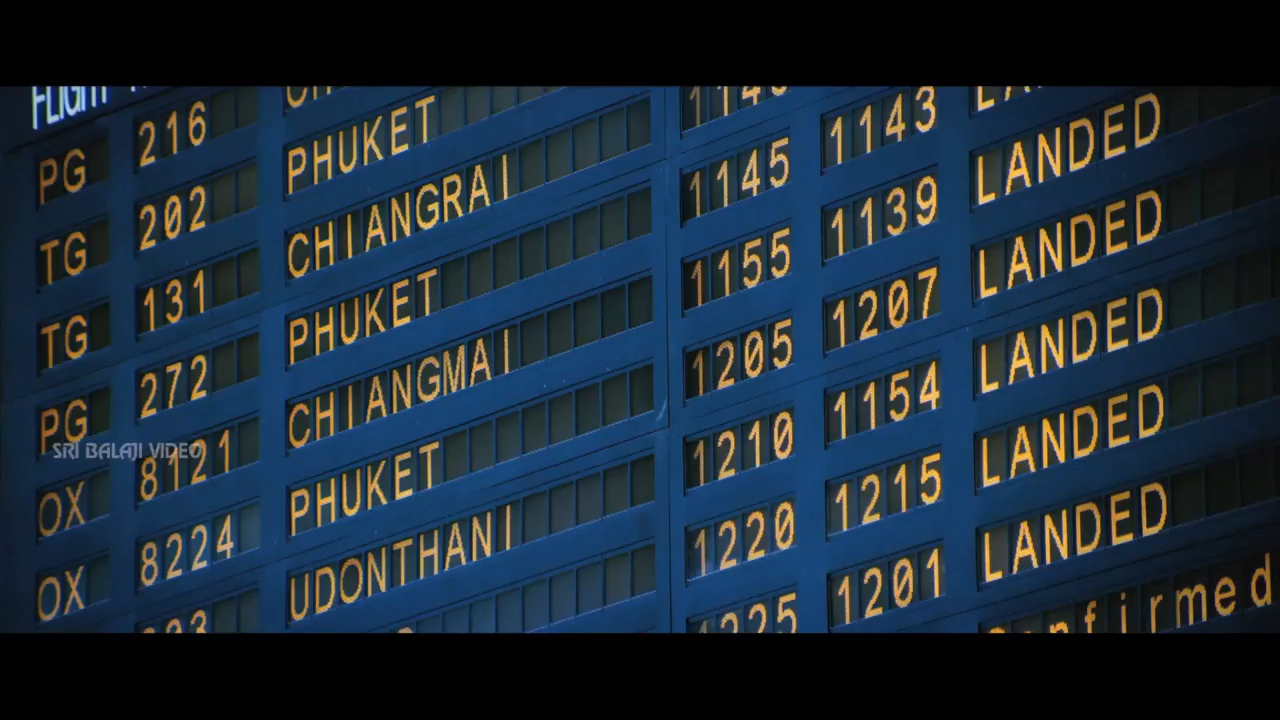 FLIGHT
PG 216
TG 202 PHUKET
TG 131 CHIANGRAI
PG 272 PHUKET 1145 1143
OX 8121 CHIANGMAI 1155 1139 LANDED
OX 8224 PHUKET 1205 1207 LANDED
UDONTHANI 1210 1154 LANDED
1220 1215 LANDED
1225 1201 LANDED
Confirmed
SRI BALAJI VIDEO